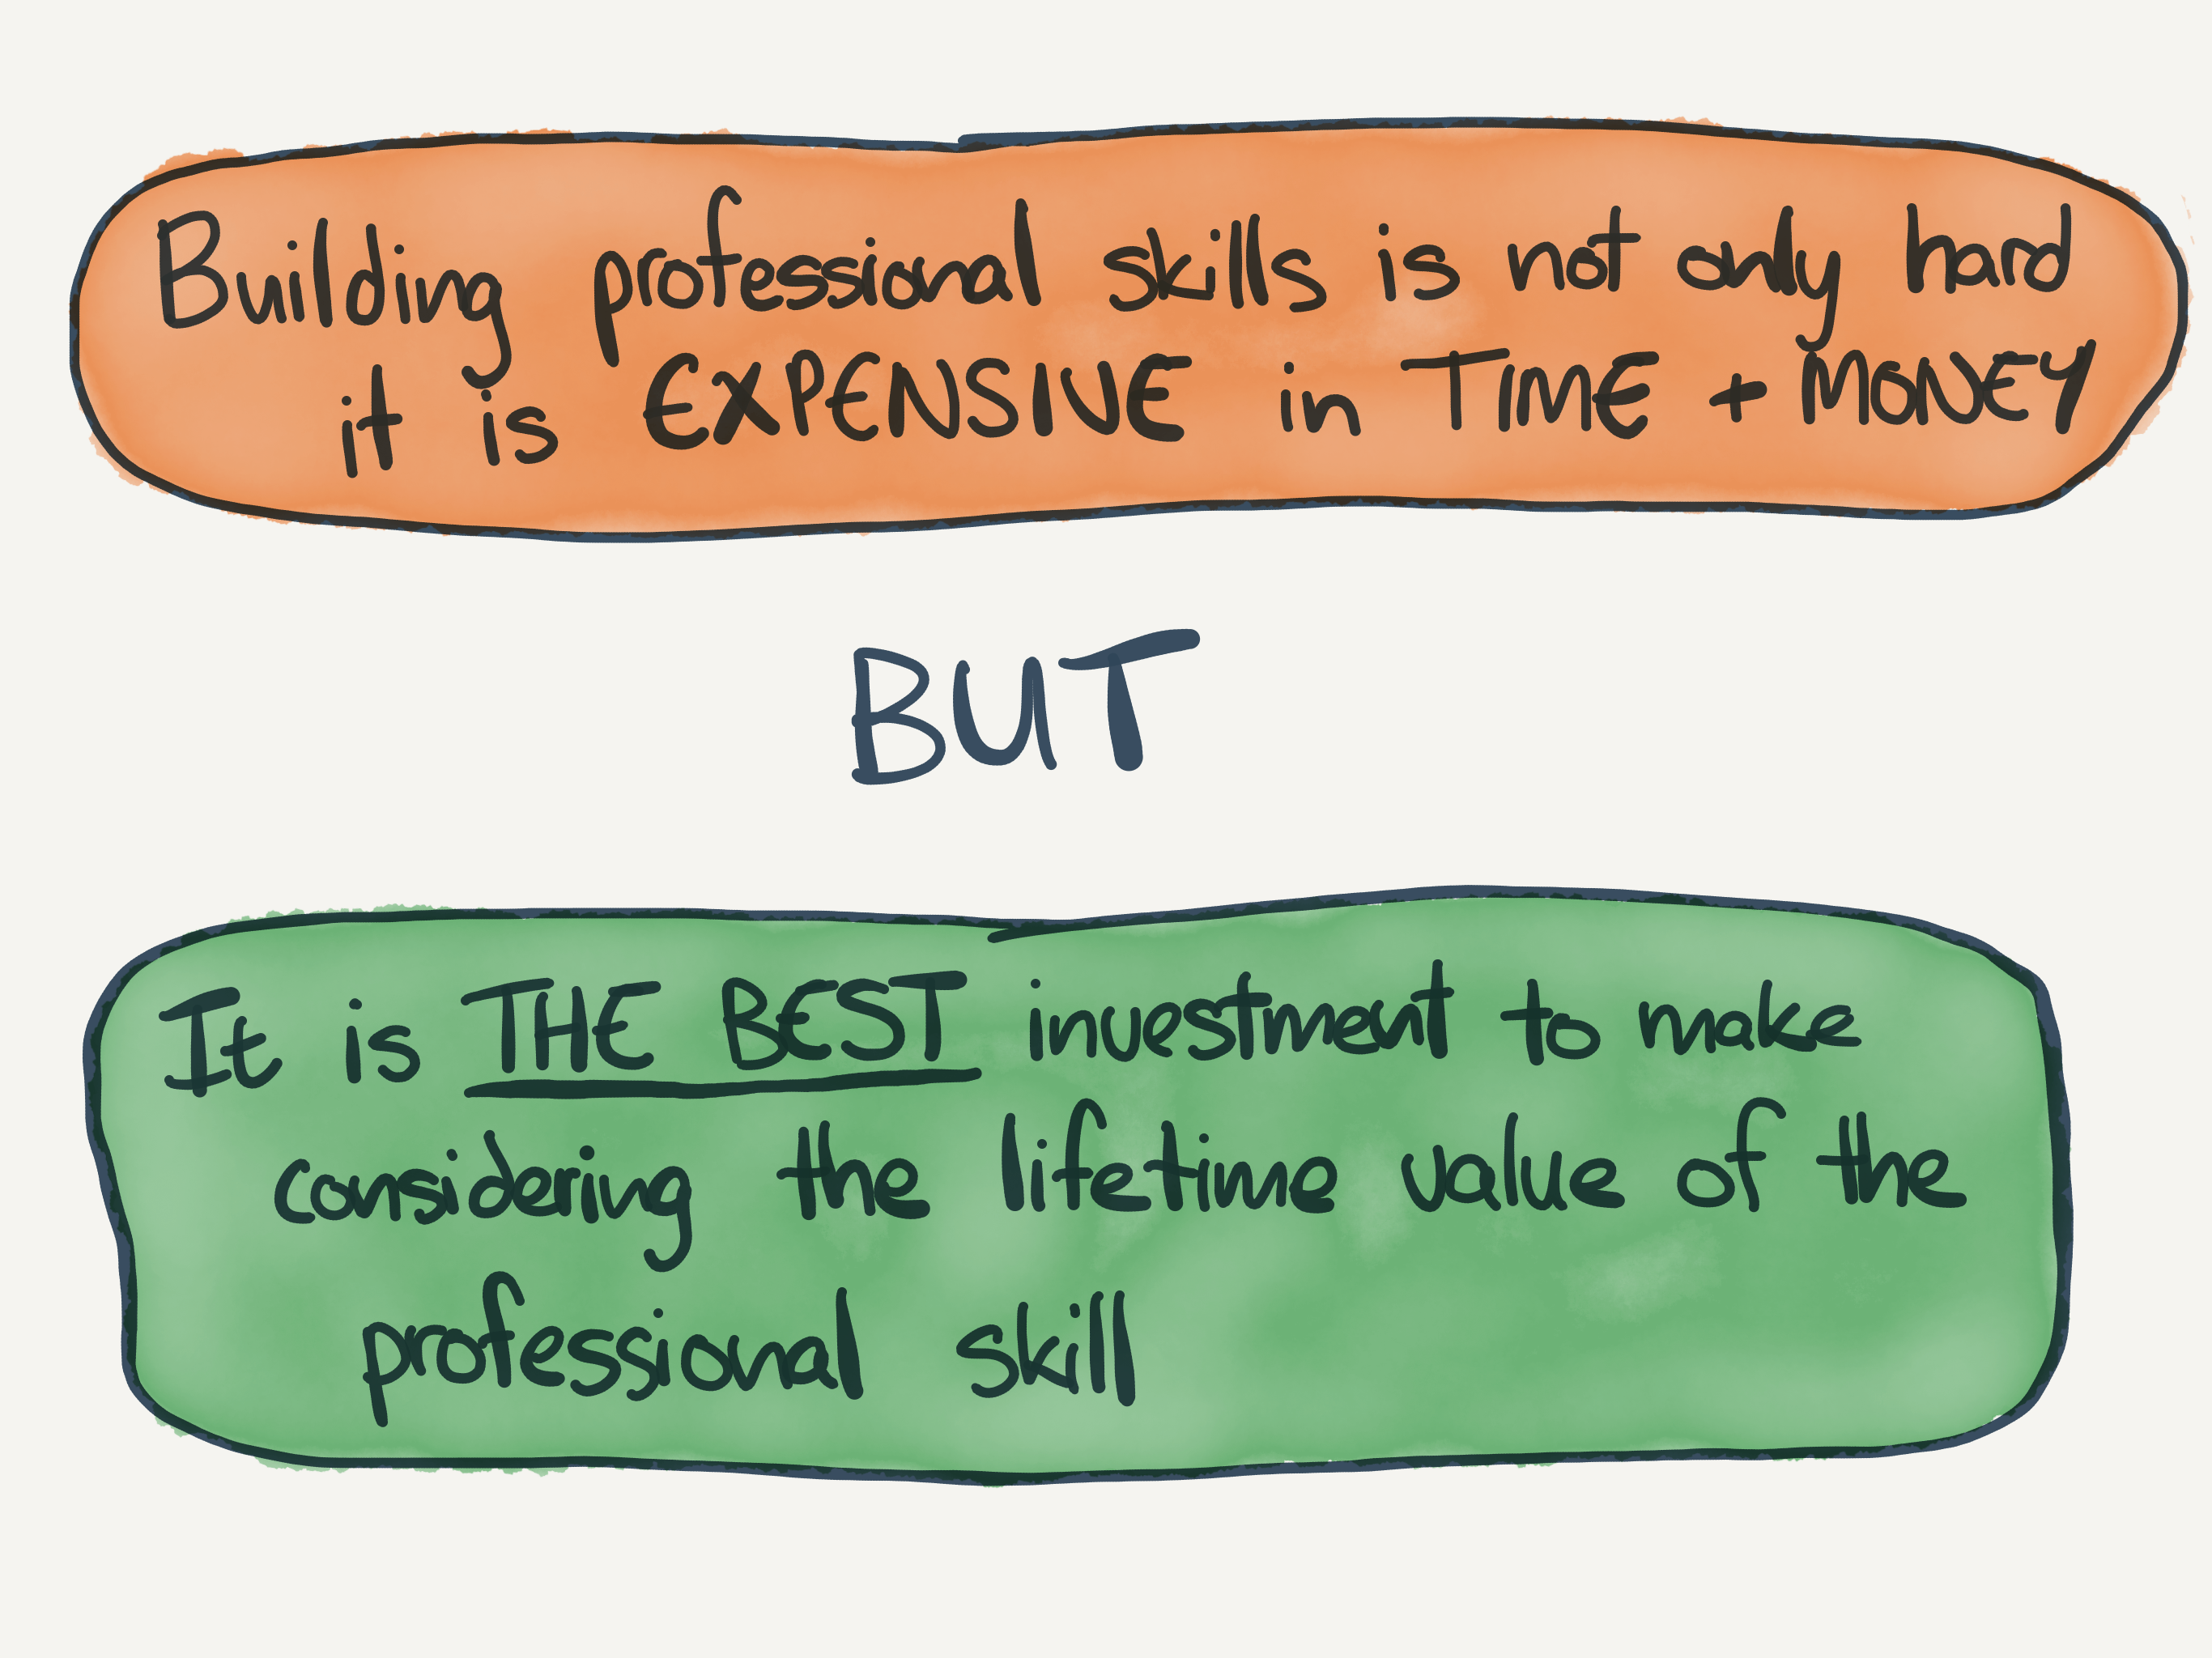 Building professional skills is not only hard
it is EXPENSIVE in TIME + MONEY
BUT
It is THE BEST investment to make
considering the lifetime value of the
professional skill